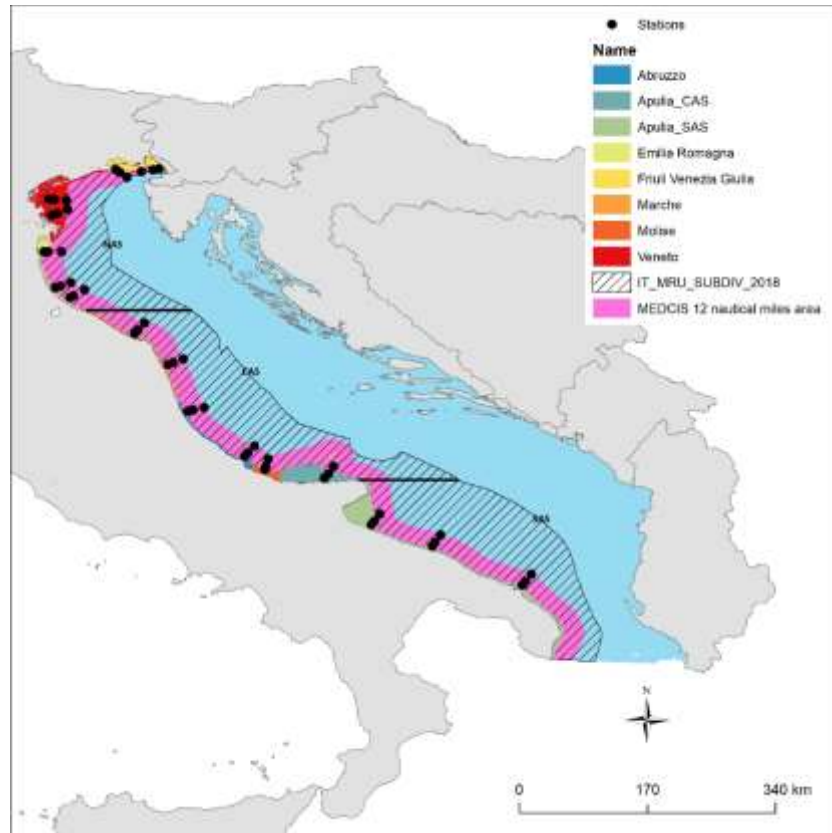 Stations
Name
Abruzzo
Apulia_CAS
Apulia_SAS
Emilia Romagna
Friuli Venezia Giulia
Marche
Molise
Veneto
IT_MRU_SUBDIV_2018
MEDCIS 12 nautical miles area
NAS
CAS
SAS
N
0 170 340 km